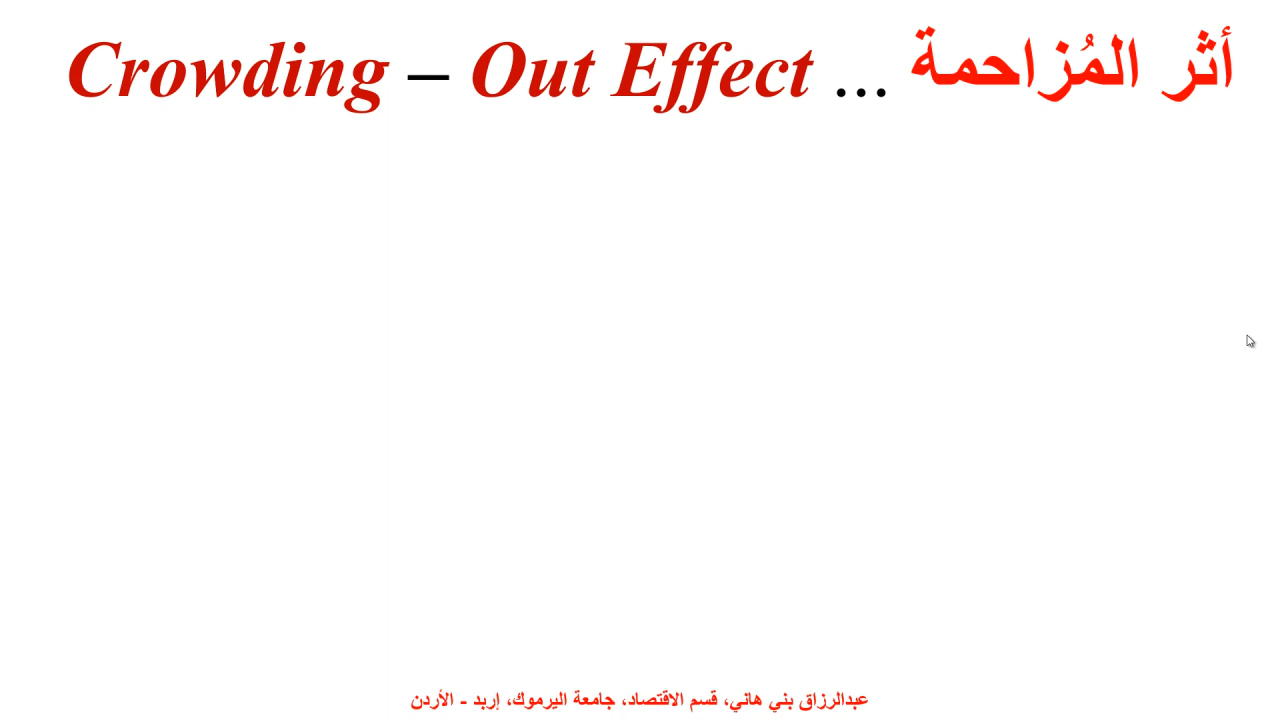 أثر المُزاحمة ... Crowding – Out Effect
عبدالرزاق بني هاني، قسم الاقتصاد، جامعة اليرموك، إربد - الأردن